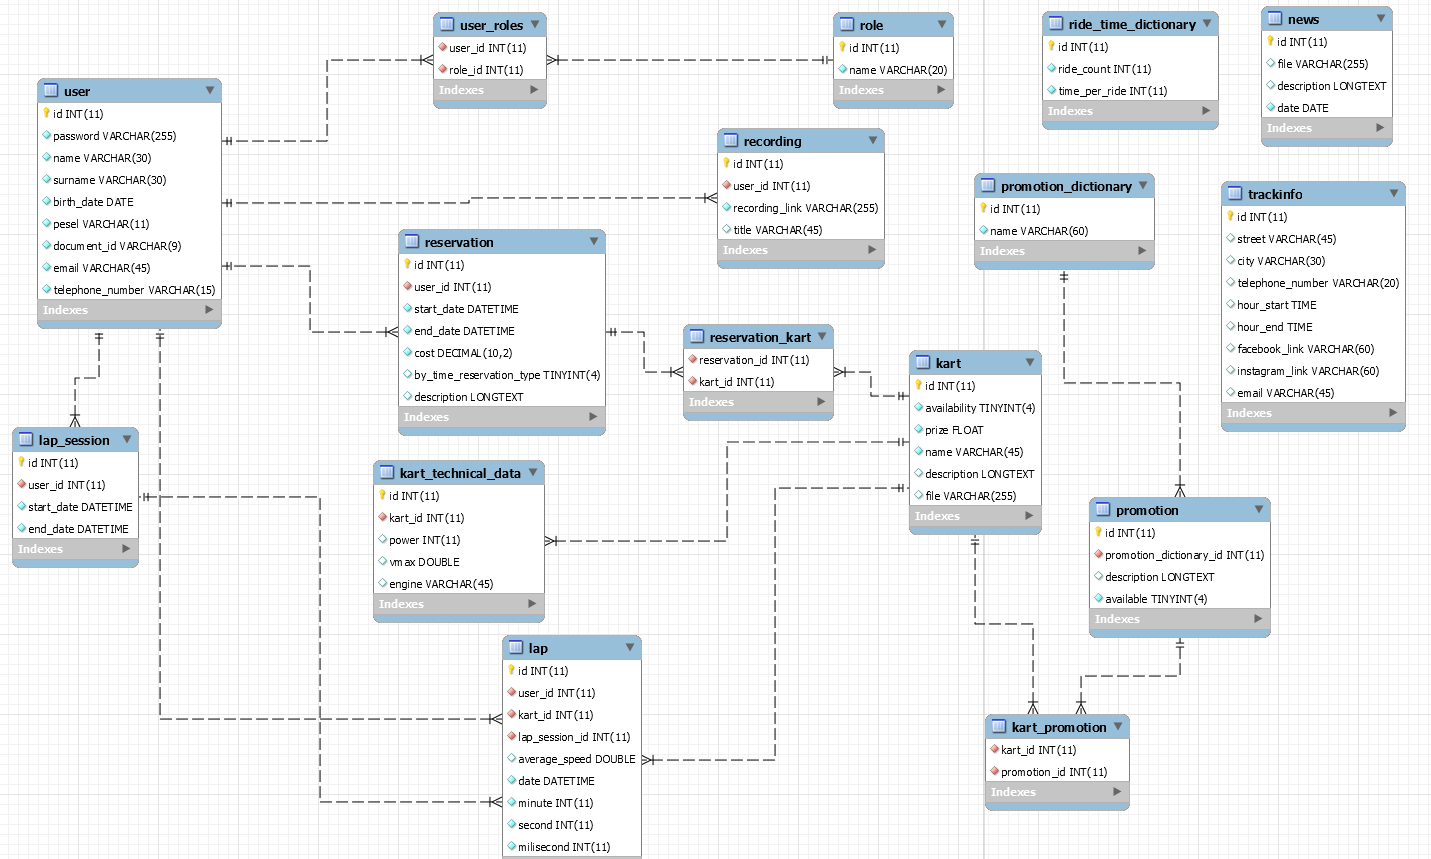 user_roles
user_id INT(11)
role_id INT(11)
Indexes
role
id INT(11)
name VARCHAR(20)
Indexes
ride_time_dictionary
id INT(11)
ride_count INT(11)
time_per_ride INT(11)
Indexes
news
id INT(11)
file VARCHAR(255)
description LONGTEXT
date DATE
Indexes
user
id INT(11)
password VARCHAR(255)
name VARCHAR(30)
surname VARCHAR(30)
birth_date DATE
pesel VARCHAR(11)
document_id VARCHAR(9)
email VARCHAR(45)
telephone_number VARCHAR(15)
Indexes
recording
id INT(11)
user_id INT(11)
recording_link VARCHAR(255)
title VARCHAR(45)
Indexes
promotion_dictionary
id INT(11)
name VARCHAR(60)
Indexes
trackinfo
id INT(11)
street VARCHAR(45)
city VARCHAR(30)
telephone_number VARCHAR(20)
hour_start TIME
hour_end TIME
facebook_link VARCHAR(60)
instagram_link VARCHAR(60)
email VARCHAR(45)
Indexes
reservation
id INT(11)
user_id INT(11)
start_date DATETIME
end_date DATETIME
cost DECIMAL(10,2)
by_time_reservation_type TINYINT(4)
description LONGTEXT
Indexes
reservation_kart
reservation_id INT(11)
kart_id INT(11)
Indexes
kart
id INT(11)
availability TINYINT(4)
prize FLOAT
name VARCHAR(45)
description LONGTEXT
file VARCHAR(255)
Indexes
lap_session
id INT(11)
user_id INT(11)
start_date DATETIME
end_date DATETIME
Indexes
kart_technical_data
id INT(11)
kart_id INT(11)
power INT(11)
vmax DOUBLE
engine VARCHAR(45)
Indexes
promotion
id INT(11)
promotion_dictionary_id INT(11)
description LONGTEXT
available TINYINT(4)
Indexes
lap
id INT(11)
user_id INT(11)
kart_id INT(11)
lap_session_id INT(11)
average_speed DOUBLE
date DATETIME
minute INT(11)
second INT(11)
milisecond INT(11)
kart_promotion
kart_id INT(11)
promotion_id INT(11)
Indexes